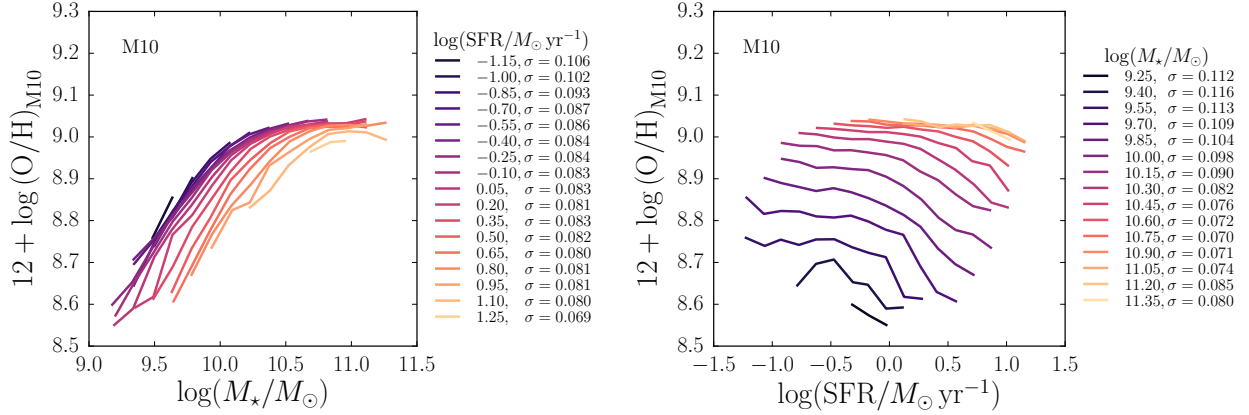 12 + log (O/H)_M10
9.3
9.2
9.1
9.0
8.9
8.8
8.7
8.6
8.5
M10
9.0 9.5 10.0 10.5 11.0 11.5
log(M⋆/M⊙)
log(SFR/M⊙ yr⁻¹)
−1.15, σ = 0.106
−1.00, σ = 0.102
−0.85, σ = 0.093
−0.70, σ = 0.087
−0.55, σ = 0.086
−0.40, σ = 0.084
−0.25, σ = 0.084
−0.10, σ = 0.083
0.05, σ = 0.083
0.20, σ = 0.081
0.35, σ = 0.083
0.50, σ = 0.082
0.65, σ = 0.080
0.80, σ = 0.081
0.95, σ = 0.081
1.10, σ = 0.080
1.25, σ = 0.069
12 + log (O/H)_M10
9.3
9.2
9.1
9.0
8.9
8.8
8.7
8.6
8.5
M10
−1.5 −1.0 −0.5 0.0 0.5 1.0 1.5
log(SFR/M⊙ yr⁻¹)
log(M⋆/M⊙)
9.25, σ = 0.112
9.40, σ = 0.116
9.55, σ = 0.113
9.70, σ = 0.109
9.85, σ = 0.104
10.00, σ = 0.098
10.15, σ = 0.090
10.30, σ = 0.082
10.45, σ = 0.076
10.60, σ = 0.072
10.75, σ = 0.070
10.90, σ = 0.071
11.05, σ = 0.074
11.20, σ = 0.085
11.35, σ = 0.080